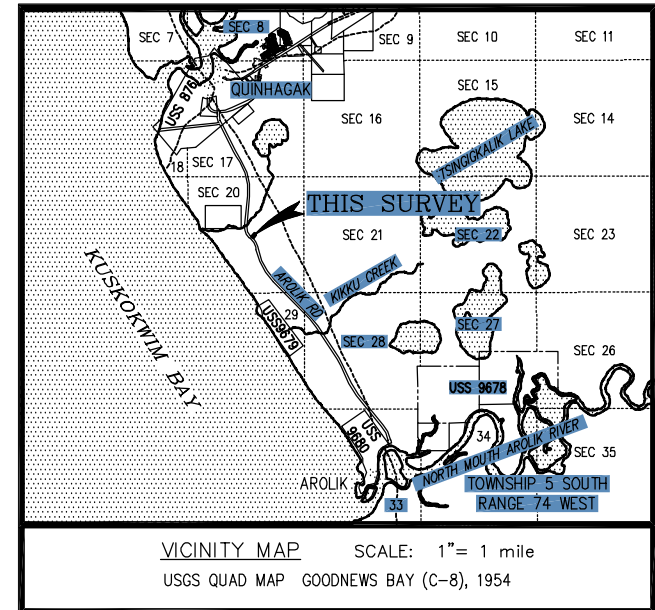 SEC 7
SEC 8
SEC 9
SEC 10
SEC 11
USS 876
QUINHAGAK
SEC 15
SEC 14
SEC 16
TSINGIGKALIK LAKE
18
SEC 17
SEC 20
THIS SURVEY
SEC 21
SEC 22
SEC 23
KUSKOKWIM BAY
AROLIK RD
KIKKU CREEK
29
USS9679
SEC 28
SEC 27
SEC 26
USS 9678
USS
9680
34
NORTH MOUTH AROLIK RIVER
SEC 35
AROLIK
33
TOWNSHIP 5 SOUTH
RANGE 74 WEST
VICINITY MAP SCALE: 1"= 1 mile
USGS QUAD MAP GOODNEWS BAY (C-8), 1954